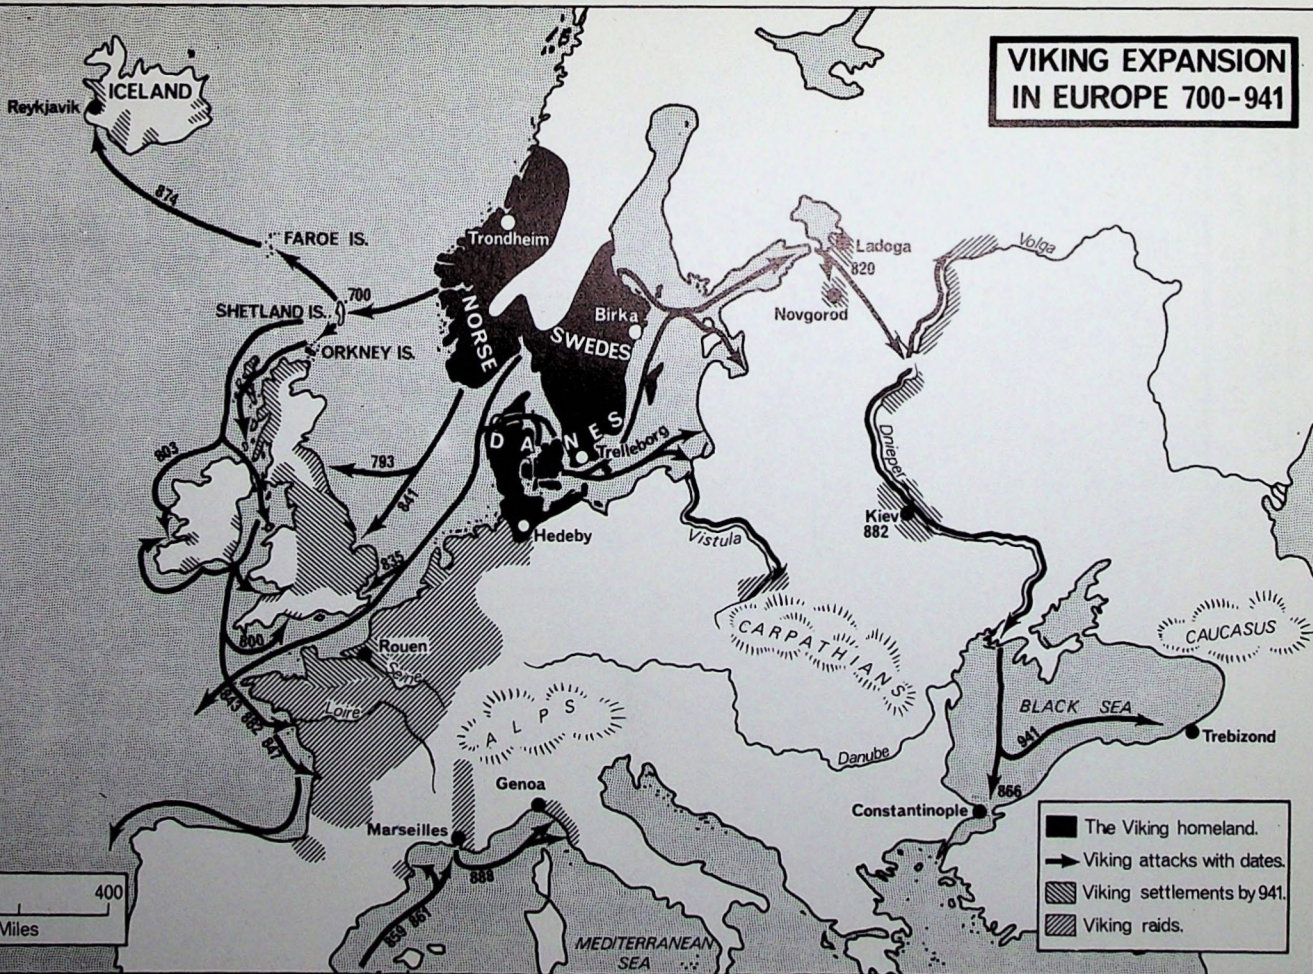 VIKING EXPANSION
IN EUROPE 700-941
ICELAND
Reykjavik
874
FAROE IS.
SHETLAND IS.
700
ORKNEY IS.
Trondheim
NORSE
SWEDES
Birka
DANES
Trelleborg
Hedeby
Ladoga
820
Novgorod
Volga
Dnieper
Kiev
882
Vistula
CARPATHIANS
CAUCASUS
803
793
841
835
800
Rouen
Seine
Loire
843
882
847
ALPS
Danube
BLACK SEA
941
Trebizond
866
Constantinople
Genoa
Marseilles
888
859 861
MEDITERRANEAN
SEA
400
Miles
The Viking homeland.
Viking attacks with dates.
Viking settlements by 941.
Viking raids.